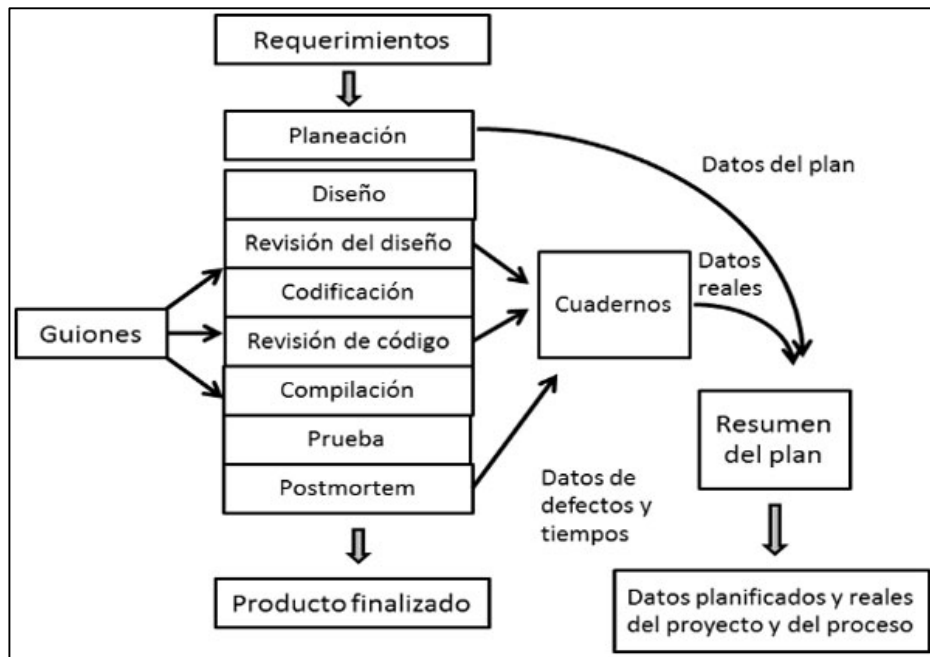 Requerimientos
Planeación
Datos del plan
Diseño
Revisión del diseño
Codificación
Revisión de código
Compilación
Prueba
Postmortem
Guiones
Cuadernos
Datos
reales
Resumen
del plan
Datos de
defectos y
tiempos
Producto finalizado
Datos planificados y reales
del proyecto y del proceso